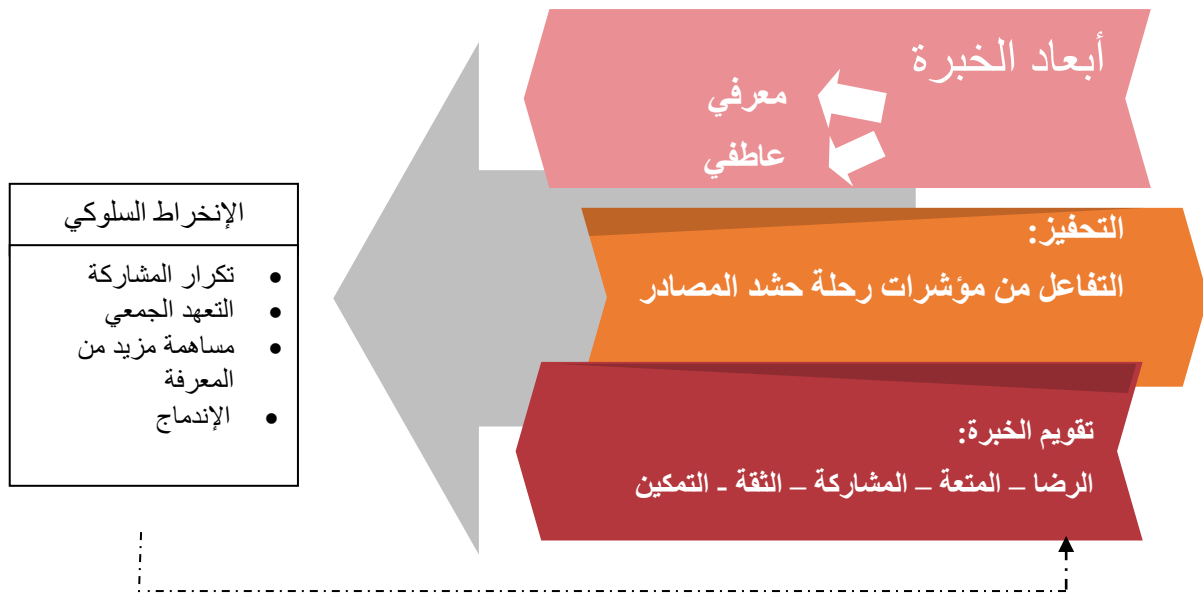 أبعاد الخبرة
معرفي
عاطفي
التحفيز:
التفاعل من مؤشرات رحلة حشد المصادر
تقويم الخبرة:
الرضا – المتعة – المشاركة – الثقة - التمكين
الإنخراط السلوكي
• تكرار المشاركة
• التعهد الجمعي
• مساهمة مزيد من
المعرفة
• الإندماج